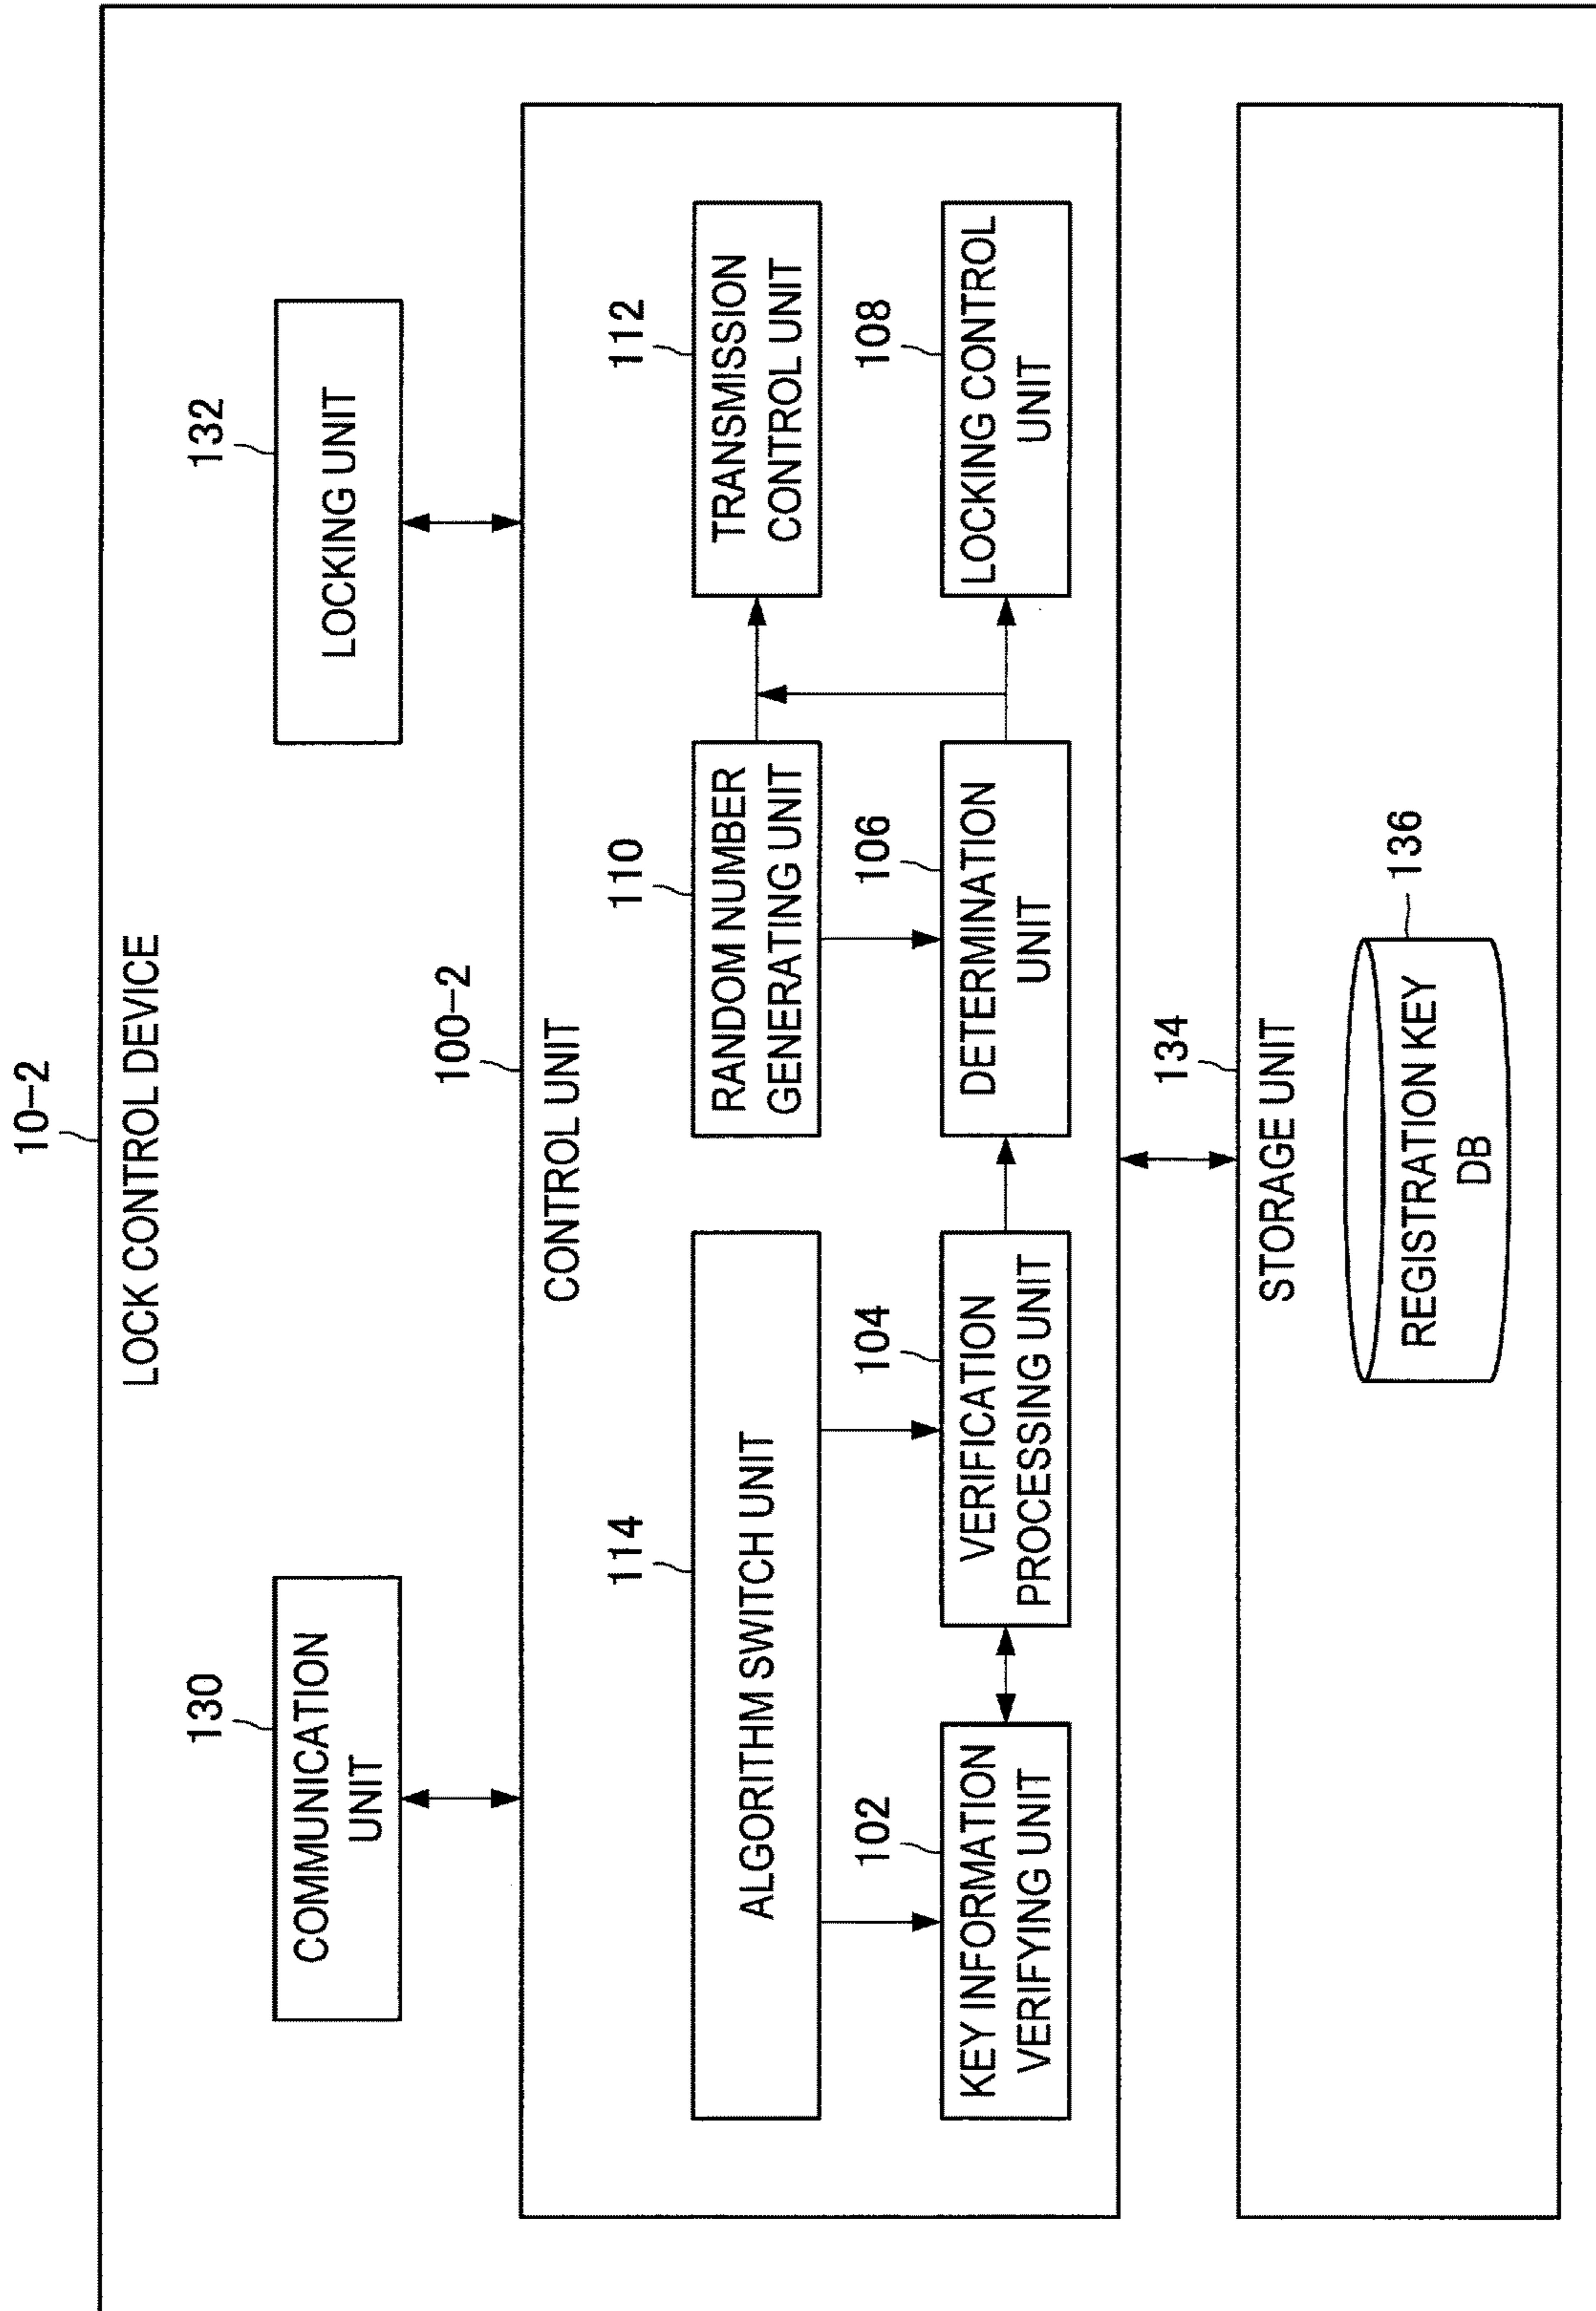 10-2
LOCK CONTROL DEVICE
130
COMMUNICATION
UNIT
132
LOCKING UNIT
100-2
CONTROL UNIT
114
ALGORITHM SWITCH UNIT
110
RANDOM NUMBER
GENERATING UNIT
112
TRANSMISSION
CONTROL UNIT
102
KEY INFORMATION
VERIFYING UNIT
104
VERIFICATION
PROCESSING UNIT
106
DETERMINATION
UNIT
108
LOCKING CONTROL
UNIT
134
STORAGE UNIT
136
REGISTRATION KEY
DB